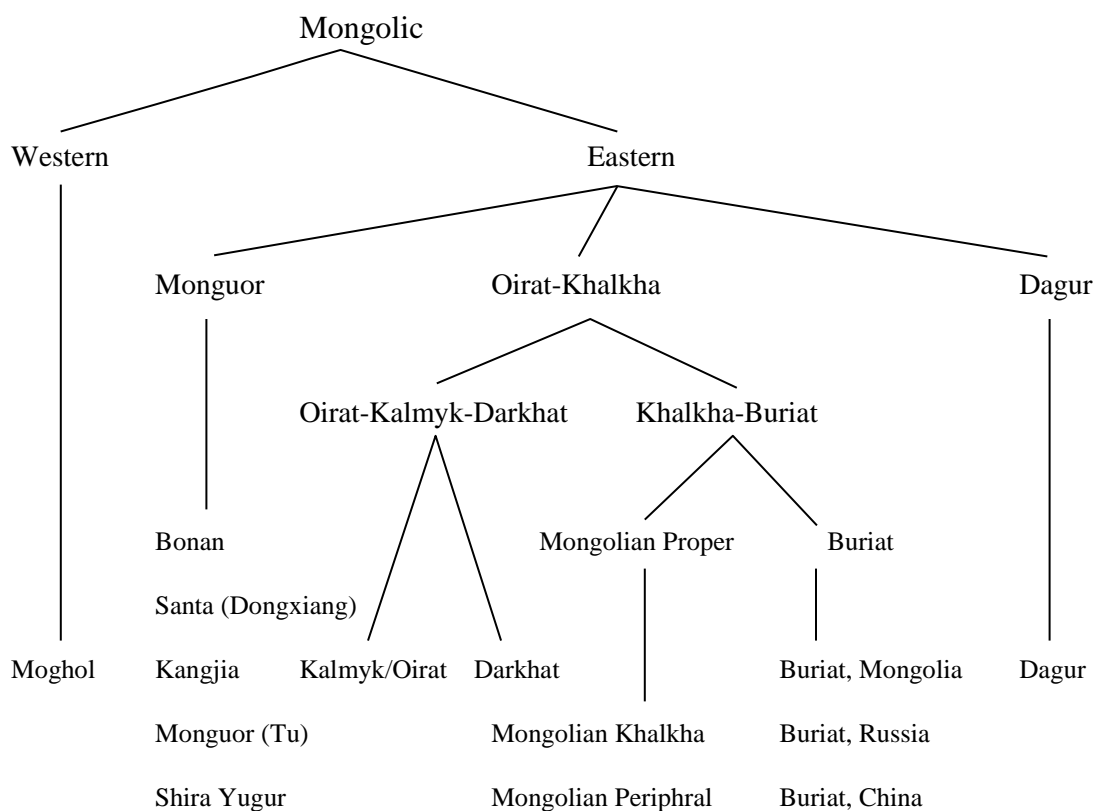 Mongolic
Western Eastern
Monguor Oirat-Khalkha Dagur
Oirat-Kalmyk-Darkhat Khalkha-Buriat
Bonan Mongolian Proper Buriat
Santa (Dongxiang)
Moghol Kangjia Kalmyk/Oirat Darkhat Buriat, Mongolia Dagur
Monguor (Tu) Mongolian Khalkha Buriat, Russia
Shira Yugur Mongolian Periphral Buriat, China